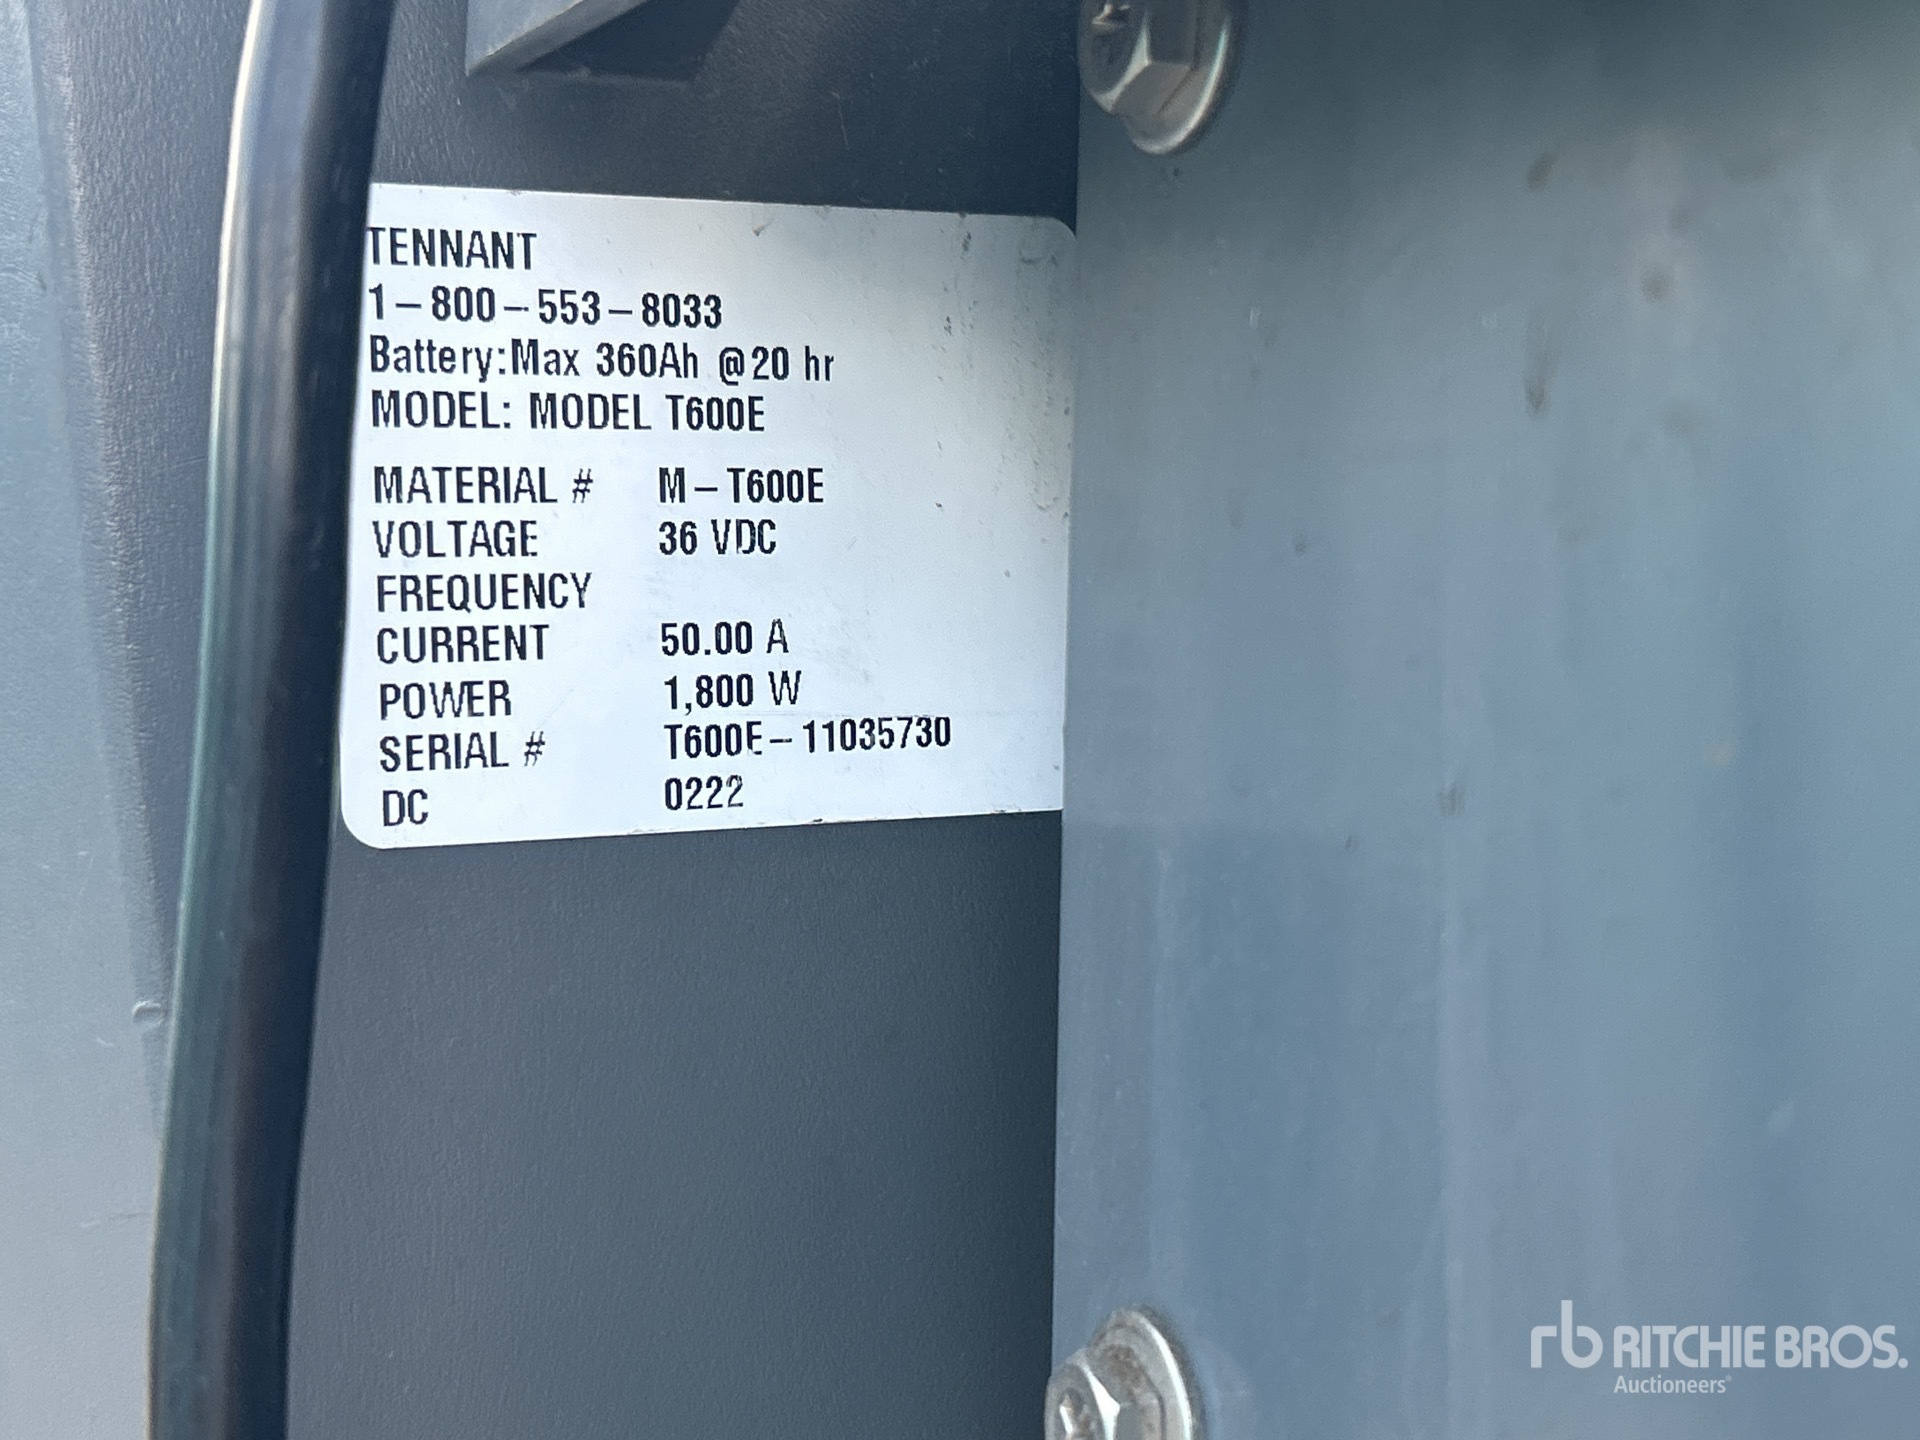 TENNANT
1-800-553-8033
Battery:Max 360Ah @20 hr
MODEL: MODEL T600E
MATERIAL # M-T600E
VOLTAGE 36 VDC
FREQUENCY
CURRENT 50.00 A
POWER 1,800 W
SERIAL # T600E-11035730
DC 0222
rb RITCHIE BROS.
Auctioneers